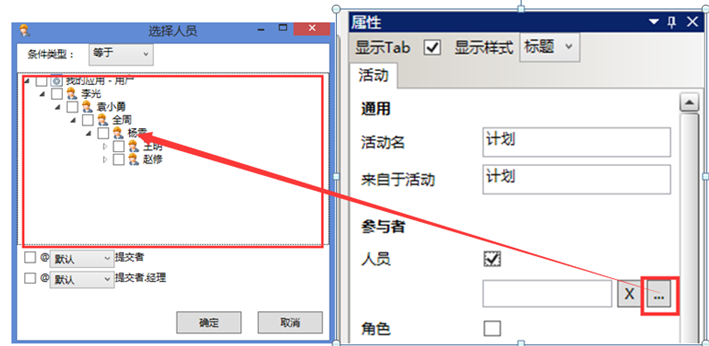 选择人员
条件类型： 等于
我的应用 - 用户
李光
袁小勇
全周
杨雪
王明
赵修
@ 默认 提交者
@ 默认 提交者.经理
确定 取消
属性
显示Tab 显示样式 标题
活动
通用
活动名 计划
来自于活动 计划
参与者
人员
X ...
角色